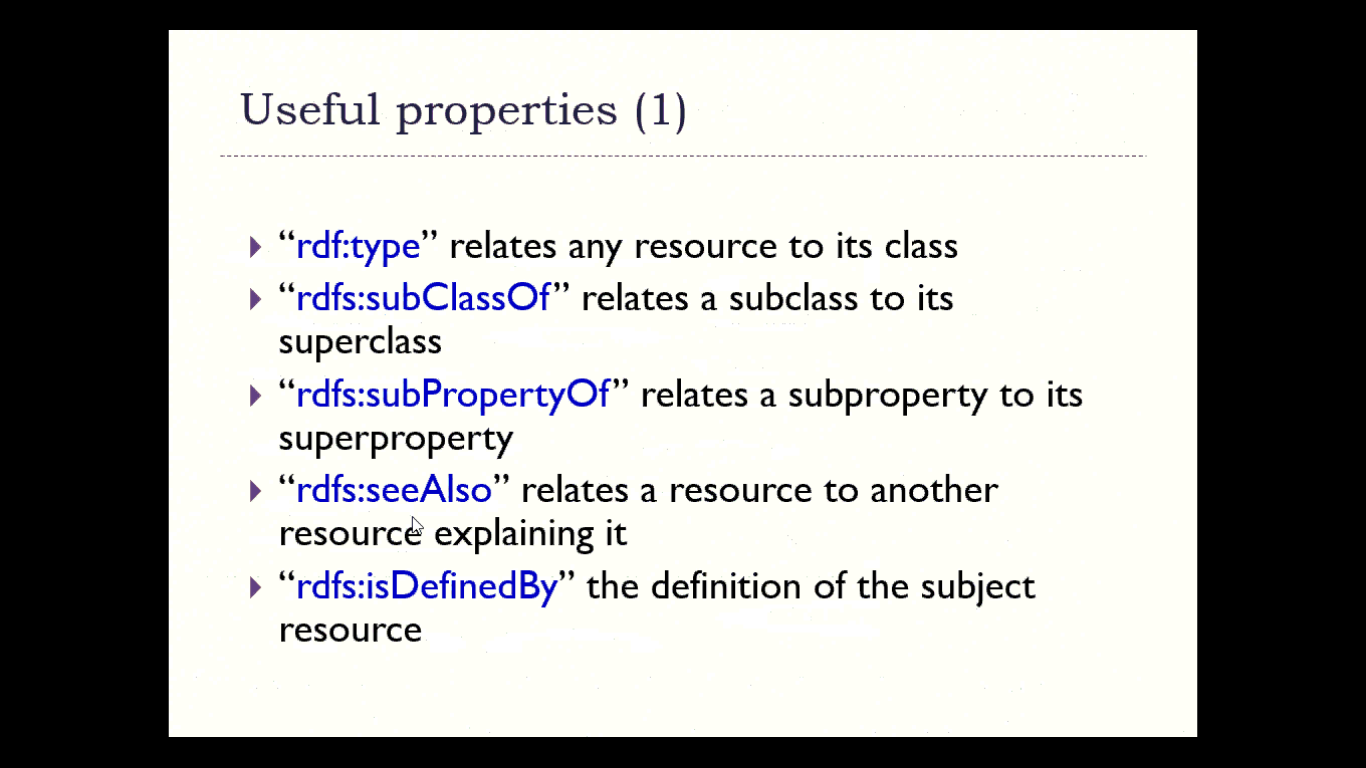 Useful properties (1)
“rdf:type” relates any resource to its class
“rdfs:subClassOf” relates a subclass to its
superclass
“rdfs:subPropertyOf” relates a subproperty to its
superproperty
“rdfs:seeAlso” relates a resource to another
resource explaining it
“rdfs:isDefinedBy” the definition of the subject
resource